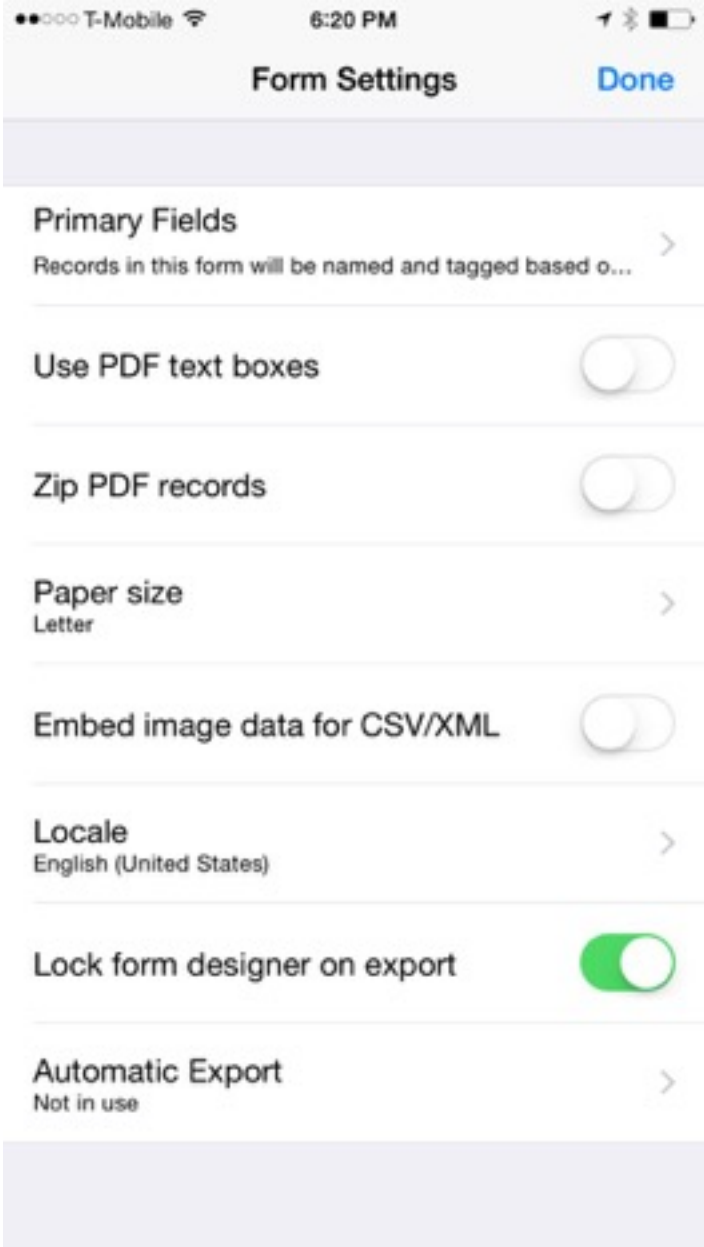 T-Mobile 6:20 PM
Form Settings Done
Primary Fields
Records in this form will be named and tagged based o...
Use PDF text boxes
Zip PDF records
Paper size
Letter
Embed image data for CSV/XML
Locale
English (United States)
Lock form designer on export
Automatic Export
Not in use